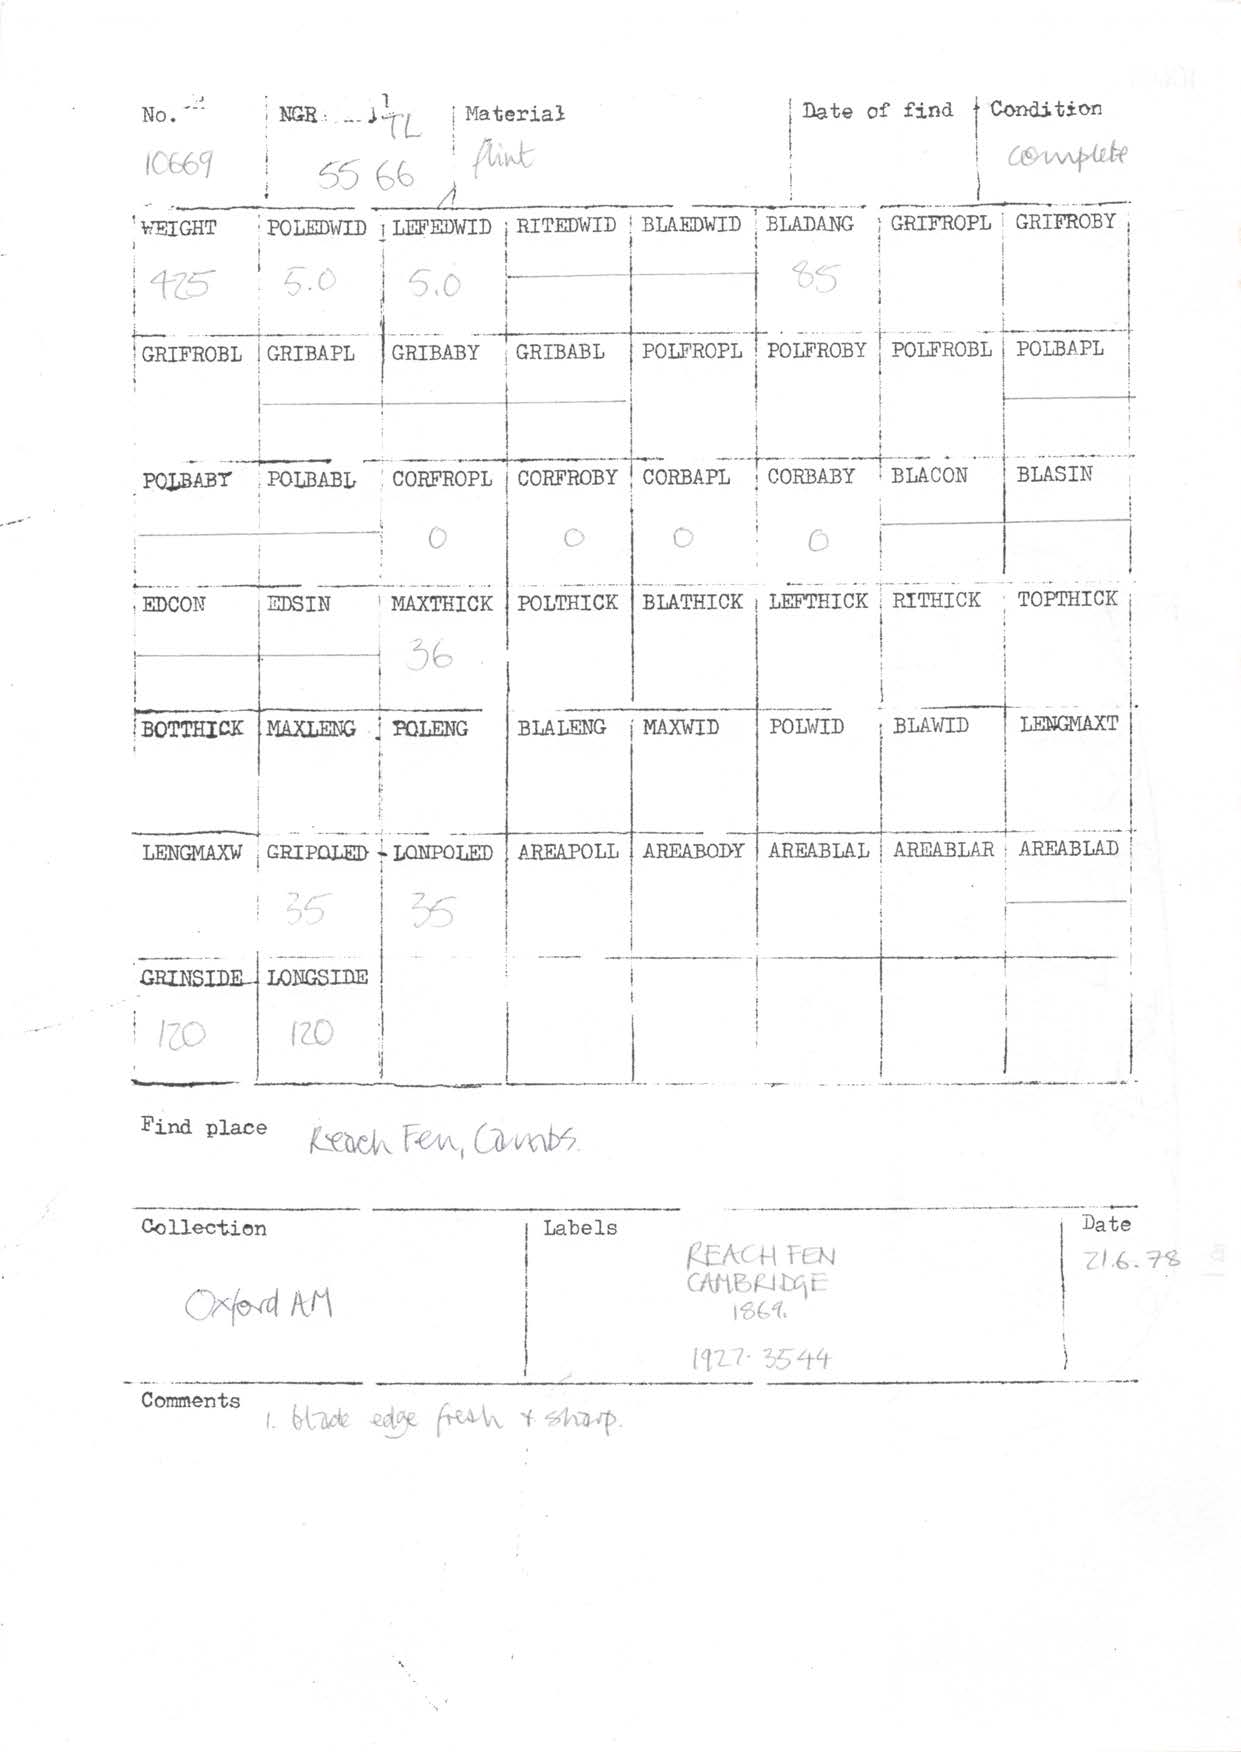 No. NGR TL Material Date of find Condition
10669 55 66 flint complete
WEIGHT POLEDWID LEFEDWID RITEDWID BLAEDWID BLADANG GRIFROPL GRIFROBY
425 5.0 5.0 85
GRIFROBL GRIBAPL GRIBABY GRIBABL POLFROPL POLFROBY POLFROBL POLBAPL
POLBABY POLBABL CORFROPL CORFROBY CORBAPL CORBABY BLACON BLASIN
0 0 0 0
EDCON EDSIN MAXTHICK POLTHICK BLATHICK LEFTHICK RITHICK TOPTHICK
36
BOTTHICK MAXLENG POLENG BLALENG MAXWID POLWID BLAWID LENGMAXT
LENGMAXW GRIPOLED LONPOLED AREAPOLL AREABODY AREABLAL AREABLAR AREABLAD
35 35
GRINSIDE LONGSIDE
120 120
Find place Reach Fen, Cambs.
Collection Labels Date
REACH FEN 21.6.78
CAMBRIDGE
Oxford AM 1869.
1927.3544
Comments 1. blade edge fresh + sharp.